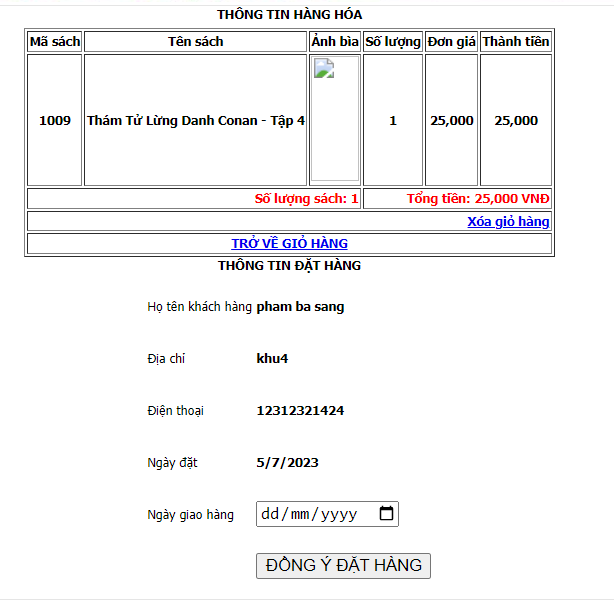 THÔNG TIN HÀNG HÓA
Mã sách Tên sách Ảnh bìa Số lượng Đơn giá Thành tiền
1009 Thám Tử Lừng Danh Conan - Tập 4 1 25,000 25,000
Số lượng sách: 1 Tổng tiền: 25,000 VNĐ
Xóa giỏ hàng
TRỞ VỀ GIỎ HÀNG
THÔNG TIN ĐẶT HÀNG
Họ tên khách hàng pham ba sang
Địa chỉ khu4
Điện thoại 12312321424
Ngày đặt 5/7/2023
Ngày giao hàng dd/mm/yyyy
ĐỒNG Ý ĐẶT HÀNG